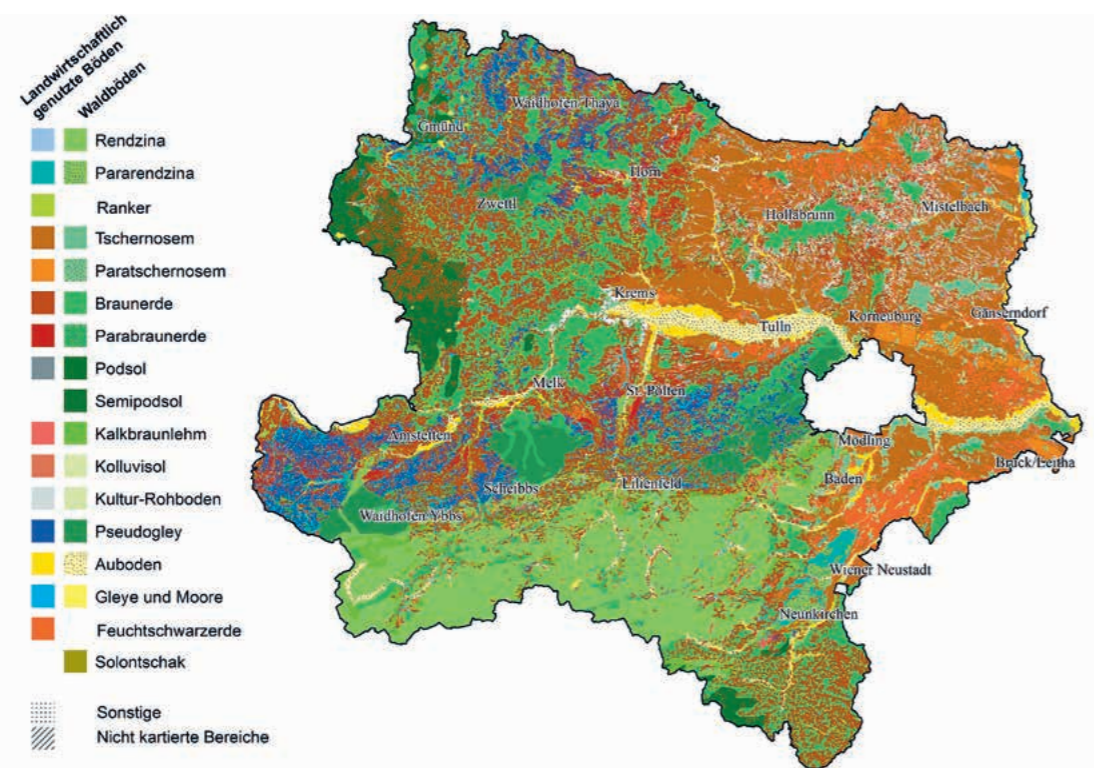 Landwirtschaftlich
genutzte Böden
Waldböden
Rendzina
Pararendzina
Ranker
Tschernosem
Paratschernosem
Braunerde
Parabraunerde
Podsol
Semipodsol
Kalkbraunlehm
Kolluvisol
Kultur-Rohboden
Pseudogley
Auboden
Gleye und Moore
Feuchtschwarzerde
Solontschak
Sonstige
Nicht kartierte Bereiche
Waidhofen/Thaya
Gmünd
Horn
Zwettl
Hollabrunn
Mistelbach
Krems
Korneuburg
Gänserndorf
Tulln
Melk
St. Pölten
Amstetten
Mödling
Bruck/Leitha
Baden
Scheibbs
Lilienfeld
Waidhofen/Ybbs
Wiener Neustadt
Neunkirchen